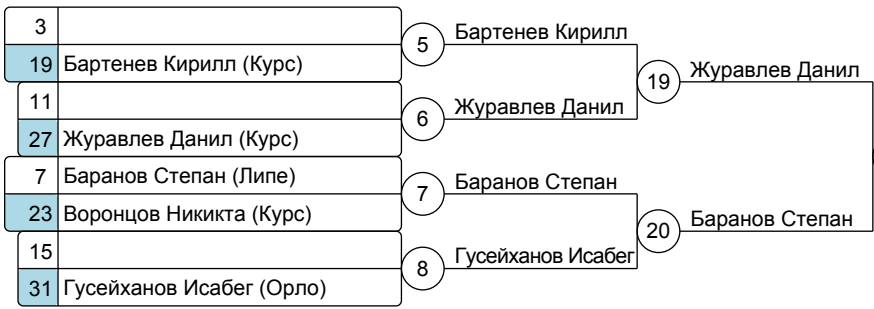 3
19 Бартенев Кирилл (Курс)
5 Бартенев Кирилл
11
27 Журавлев Данил (Курс)
6 Журавлев Данил
19 Журавлев Данил
7 Баранов Степан (Липе)
23 Воронцов Никикта (Курс)
7 Баранов Степан
15
31 Гусейханов Исабег (Орло)
8 Гусейханов Исабег
20 Баранов Степан